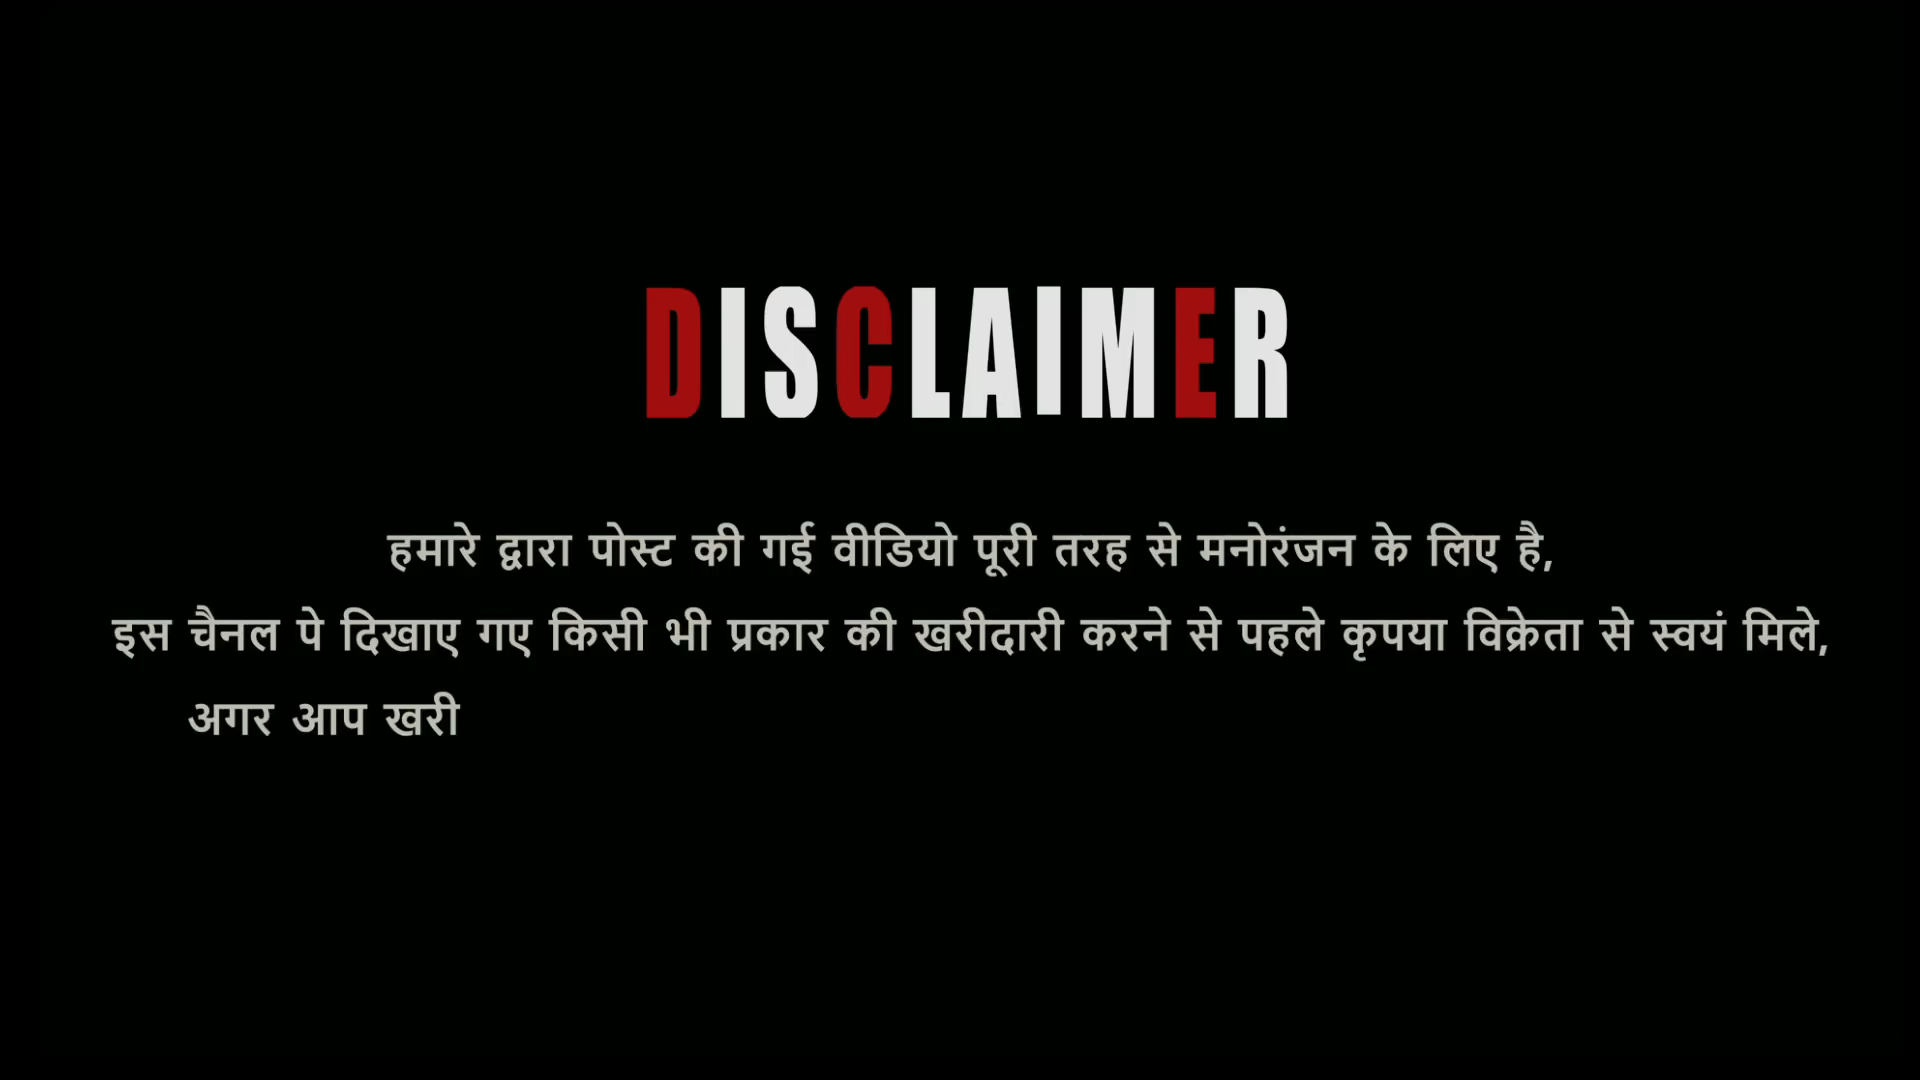 DISCLAIMER
हमारे द्वारा पोस्ट की गई वीडियो पूरी तरह से मनोरंजन के लिए है,
इस चैनल पे दिखाए गए किसी भी प्रकार की खरीदारी करने से पहले कृपया विक्रेता से स्वयं मिले,
अगर आप खरी